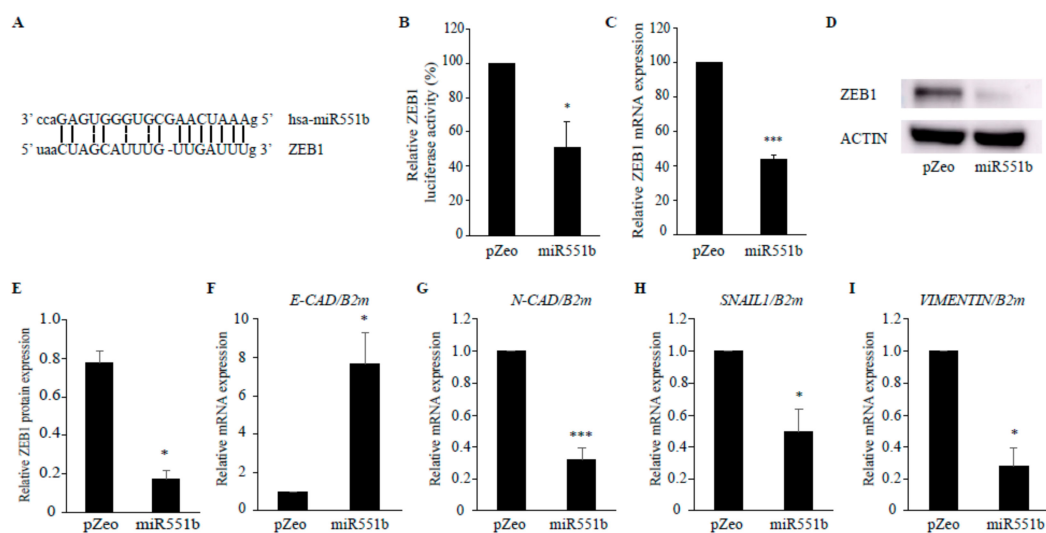 A
3' ccaGAGUGGGUGCGAACUAAAg 5' hsa-miR551b
5' uaaCUAGCAUUUG -UUGAUUUg 3' ZEB1
B
Relative ZEB1
luciferase activity (%)
120
100
80
60
40
20
0
*
pZeo miR551b
C
Relative ZEB1 mRNA expression
120
100
80
60
40
20
0
***
pZeo miR551b
D
ZEB1
ACTIN
pZeo miR551b
E
Relative ZEB1 protain expression
1.0
0.8
0.6
0.4
0.2
0
*
pZeo miR551b
F
E-CAD/B2m
Relative mRNA expression
10
8
6
4
2
0
*
pZeo miR551b
G
N-CAD/B2m
Relative mRNA expression
1.2
1.0
0.8
0.6
0.4
0.2
0
***
pZeo miR551b
H
SNAIL1/B2m
Relative mRNA expression
1.2
1.0
0.8
0.6
0.4
0.2
0
*
pZeo miR551b
I
VIMENTIN/B2m
Relative mRNA expression
1.2
1.0
0.8
0.6
0.4
0.2
0
*
pZeo miR551b